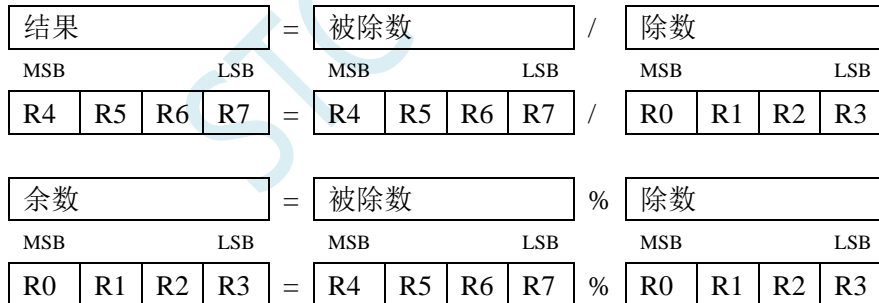 结果 = 被除数 / 除数
MSB LSB MSB LSB MSB LSB
R4 R5 R6 R7 = R4 R5 R6 R7 / R0 R1 R2 R3
余数 = 被除数 % 除数
MSB LSB MSB LSB MSB LSB
R0 R1 R2 R3 = R4 R5 R6 R7 % R0 R1 R2 R3